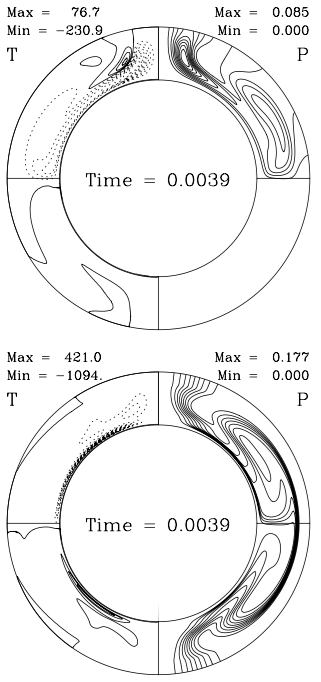 Max = 76.7 Max = 0.085
Min = −230.9 Min = 0.000
T P
Time = 0.0039
Max = 421.0 Max = 0.177
Min = −1094. Min = 0.000
T P
Time = 0.0039